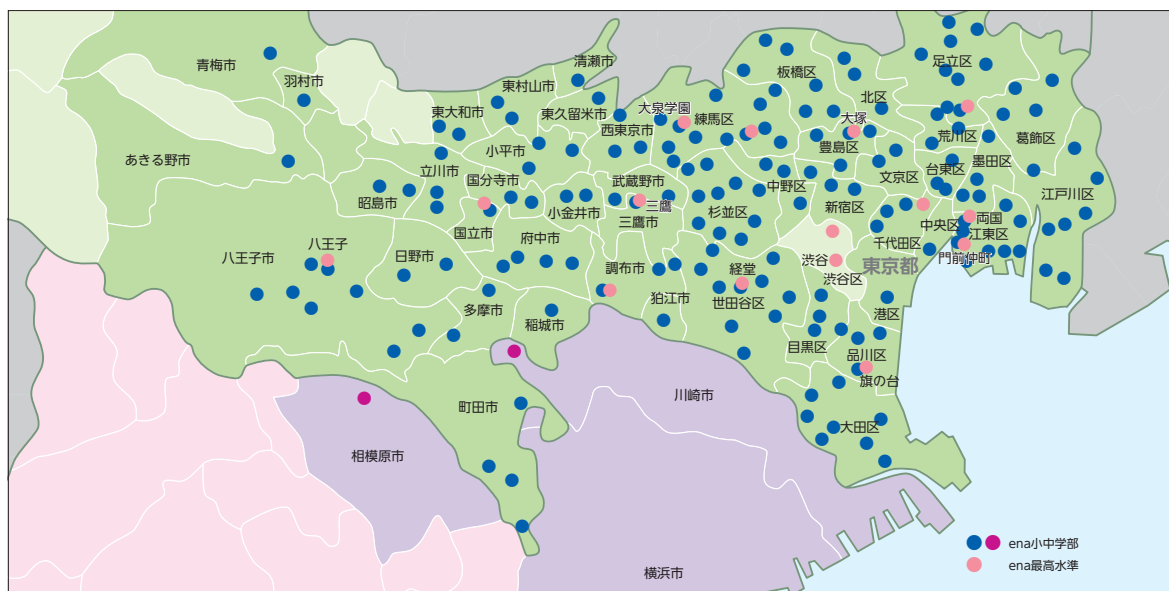 青梅市
羽村市
清瀬市
東村山市
東大和市
東久留米市
大泉学園
練馬区
板橋区
北区
足立区
西東京市
大塚
豊島区
荒川区
葛飾区
あきる野市
小平市
立川市
国分寺市
武蔵野市
中野区
文京区
台東区
墨田区
昭島市
小金井市
三鷹
三鷹市
杉並区
新宿区
江戸川区
国立市
府中市
中央区
両国
江東区
千代田区
門前仲町
八王子市
八王子
日野市
調布市
経堂
渋谷
渋谷区
東京都
多摩市
稲城市
狛江市
世田谷区
港区
目黒区
品川区
旗の台
町田市
川崎市
大田区
相模原市
横浜市
ena小中学部
ena最高水準